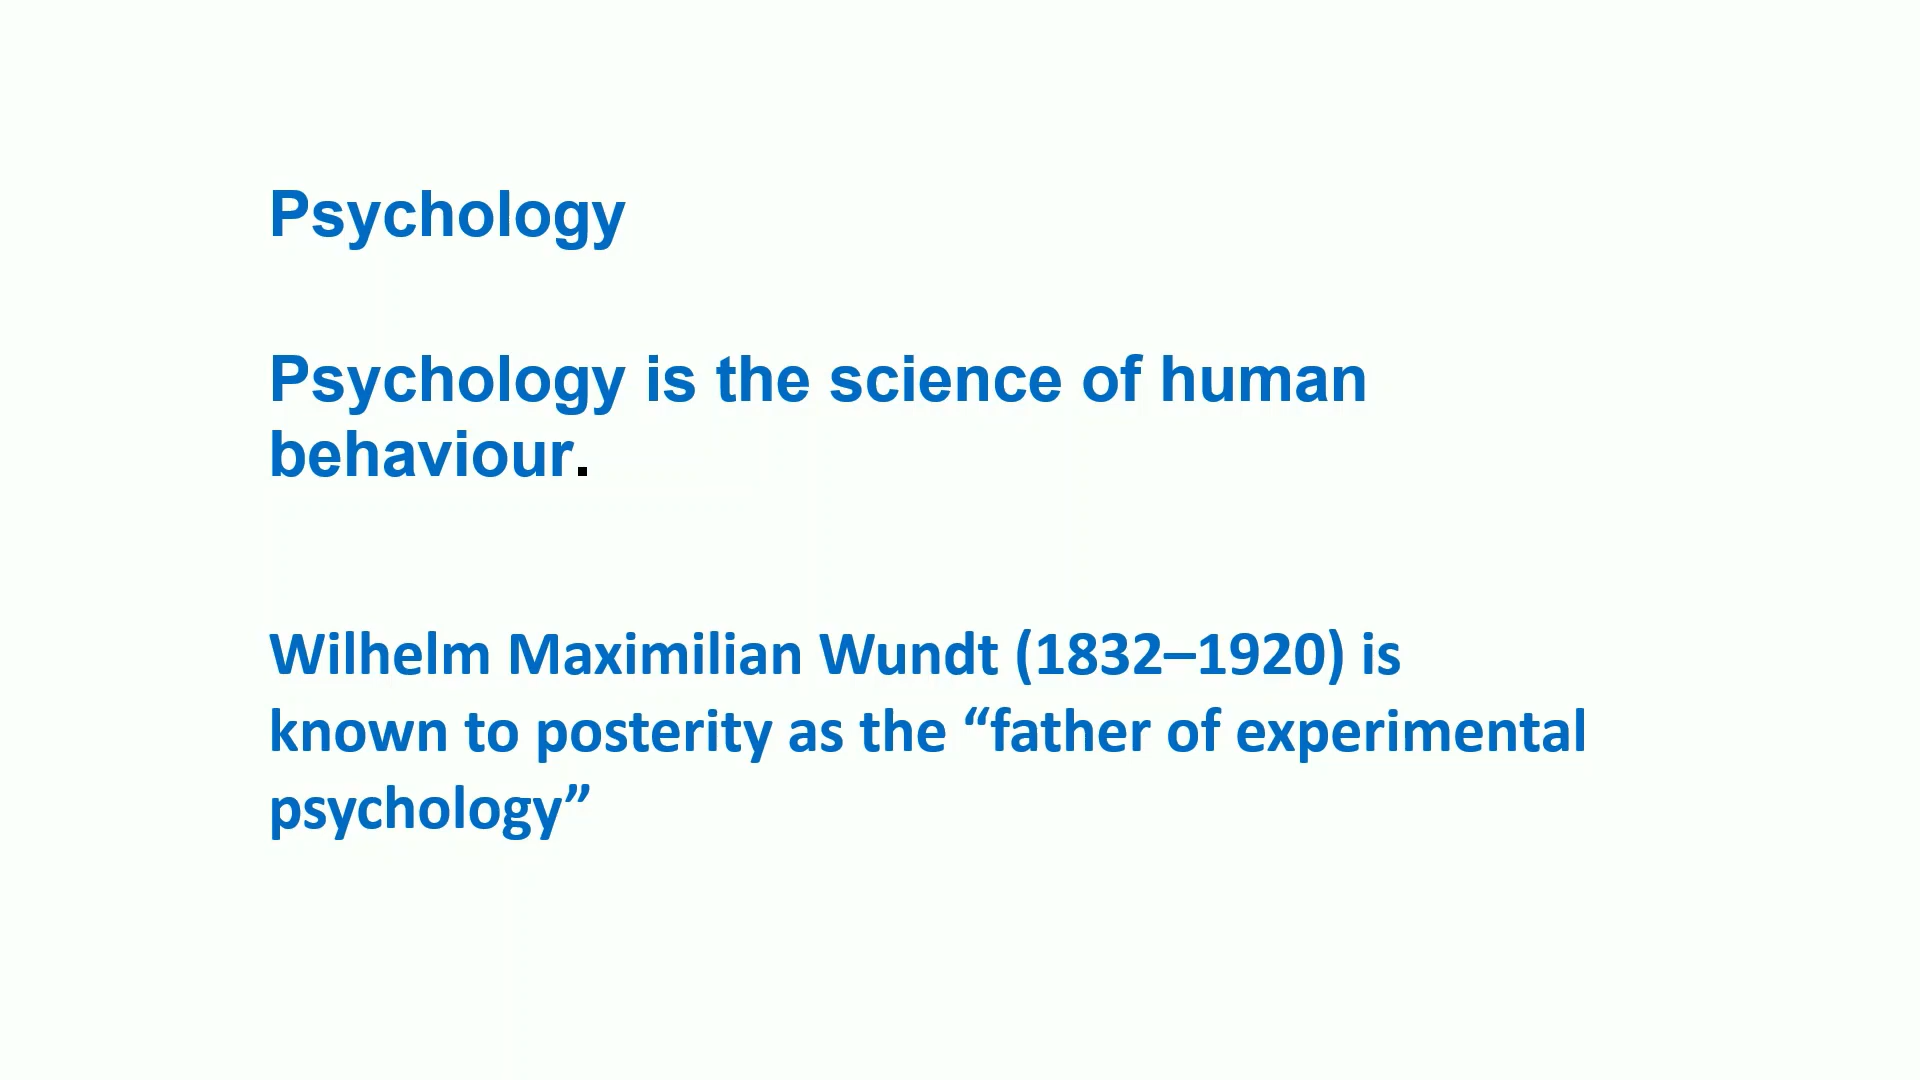 Psychology
Psychology is the science of human
behaviour.
Wilhelm Maximilian Wundt (1832–1920) is
known to posterity as the “father of experimental
psychology”